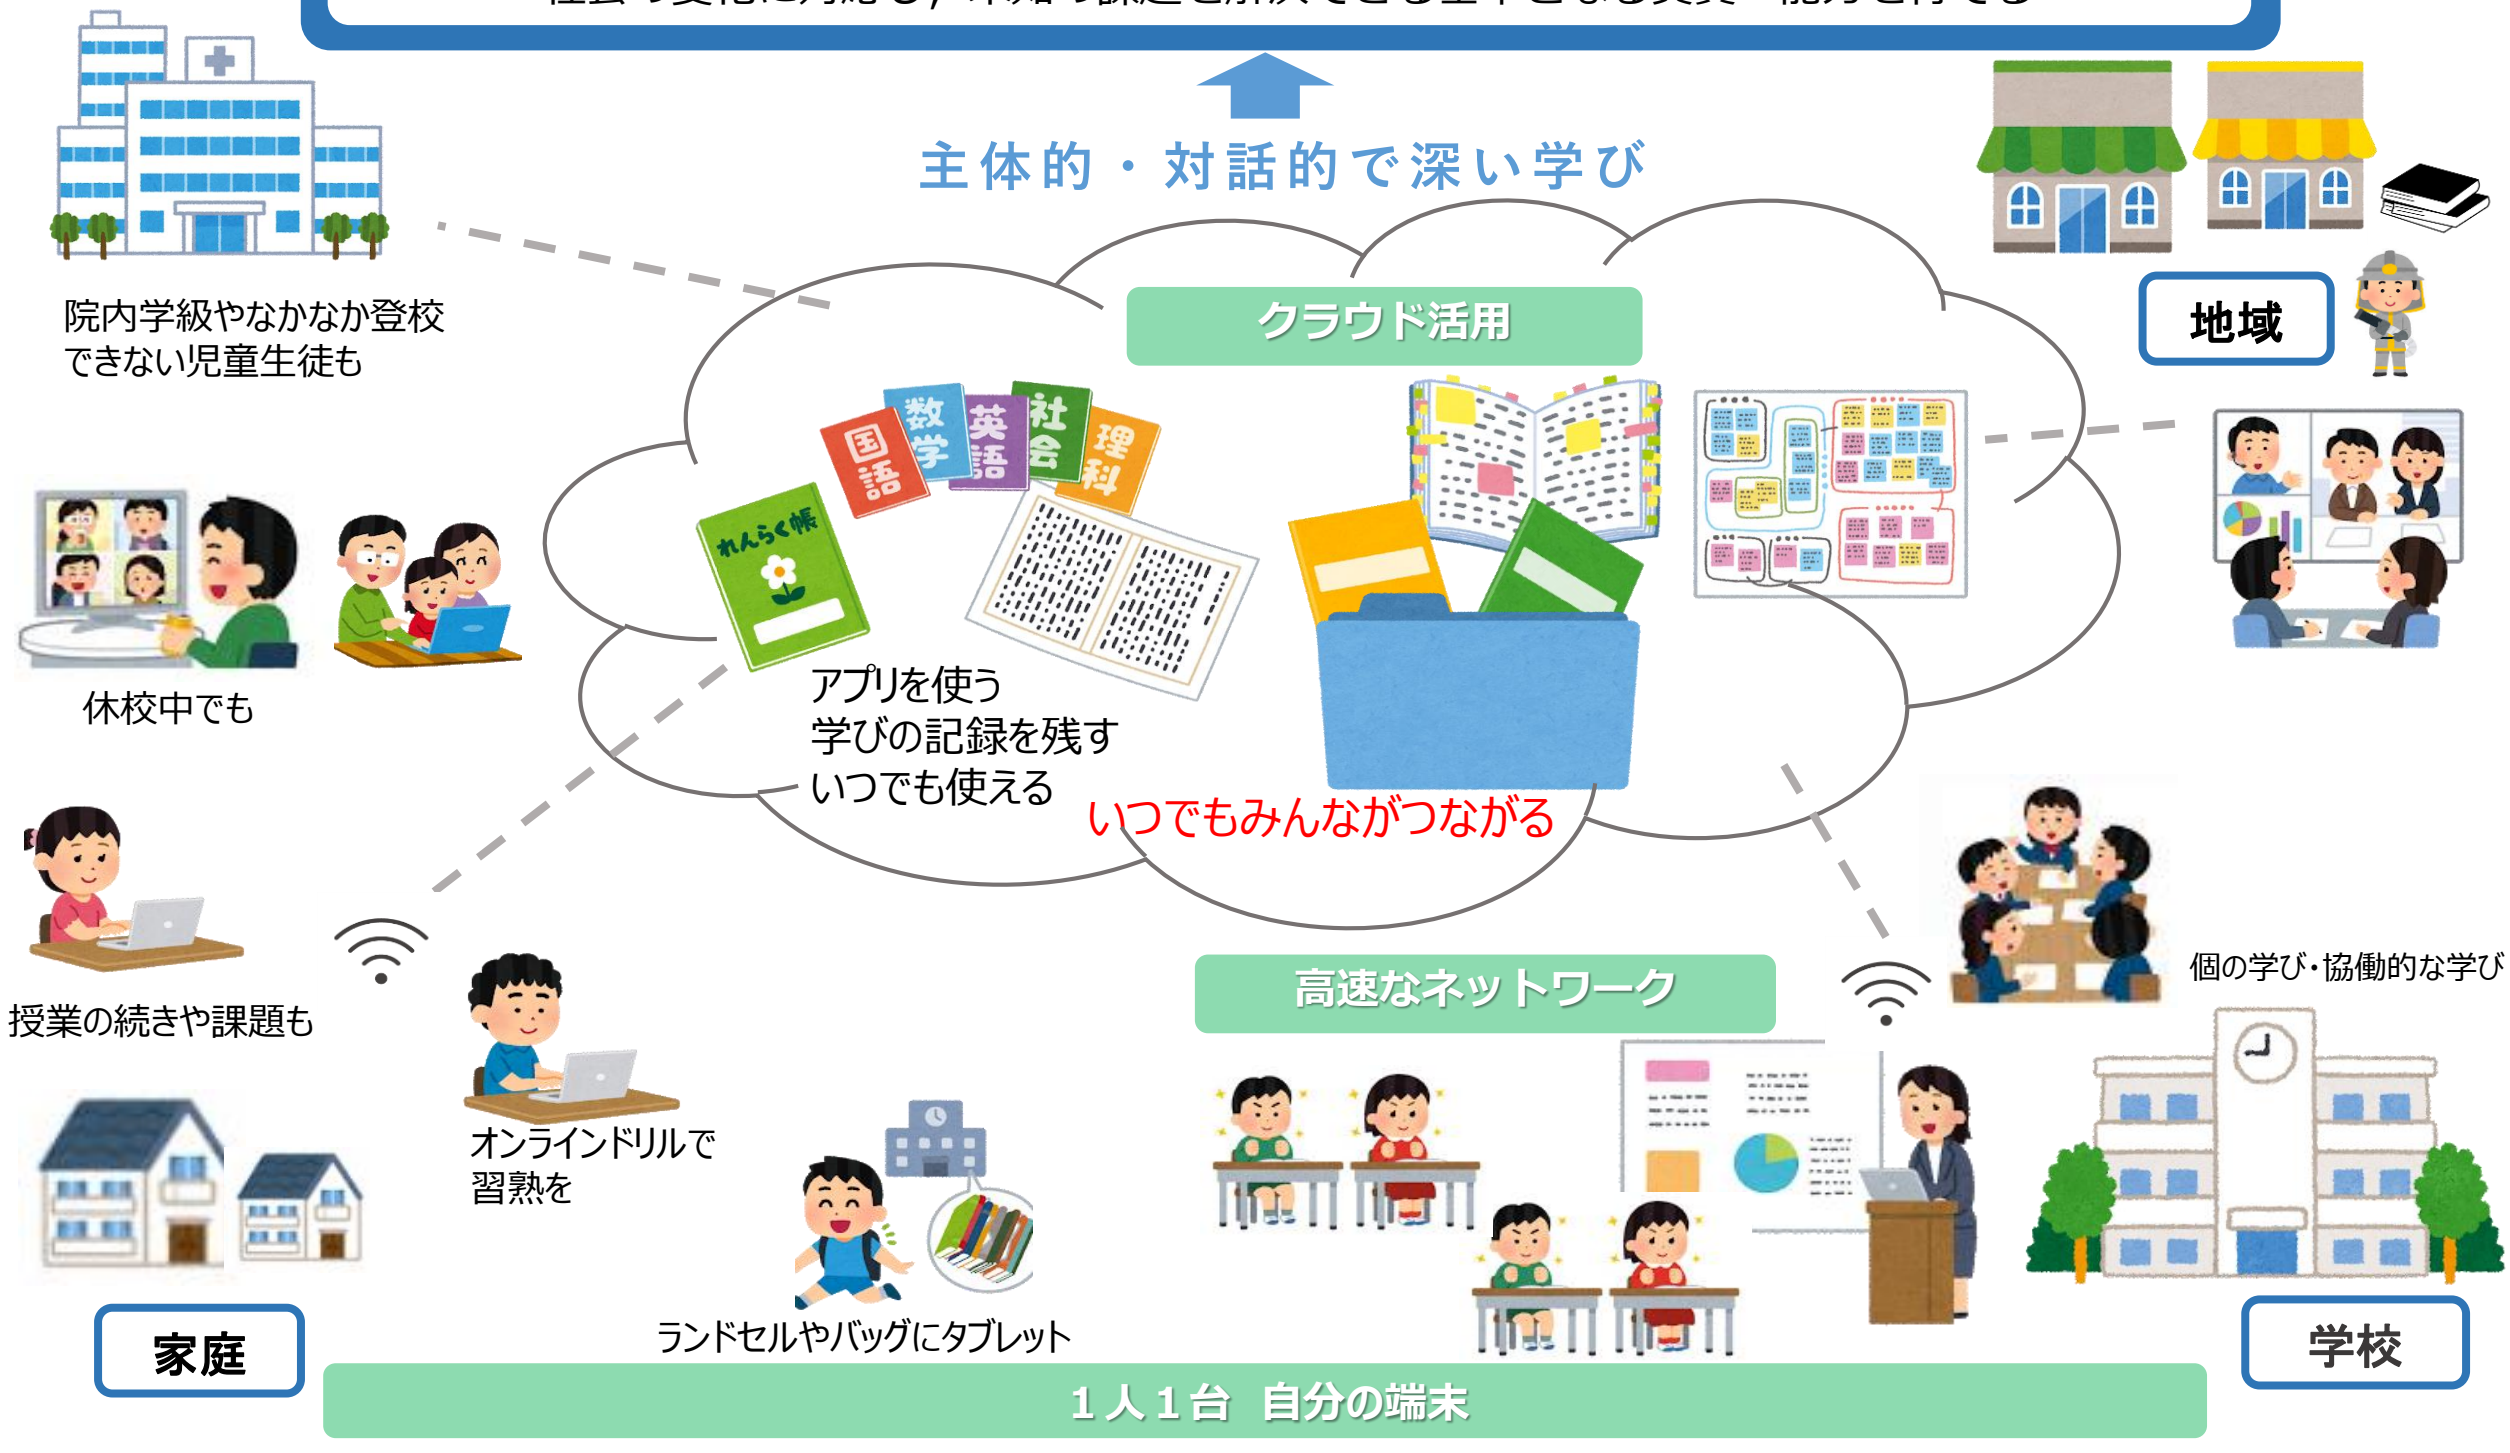 主体的・対話的で深い学び
クラウド活用
地域
院内学級やなかなか登校
できない児童生徒も
国語
数学
英語
社会
理科
れんらく帳
休校中でも
アプリを使う
学びの記録を残す
いつでも使える
いつでもみんながつながる
高速なネットワーク
個の学び・協働的な学び
授業の続きや課題も
オンラインドリルで
習熟を
ランドセルやバッグにタブレット
家庭
学校
１人１台 自分の端末